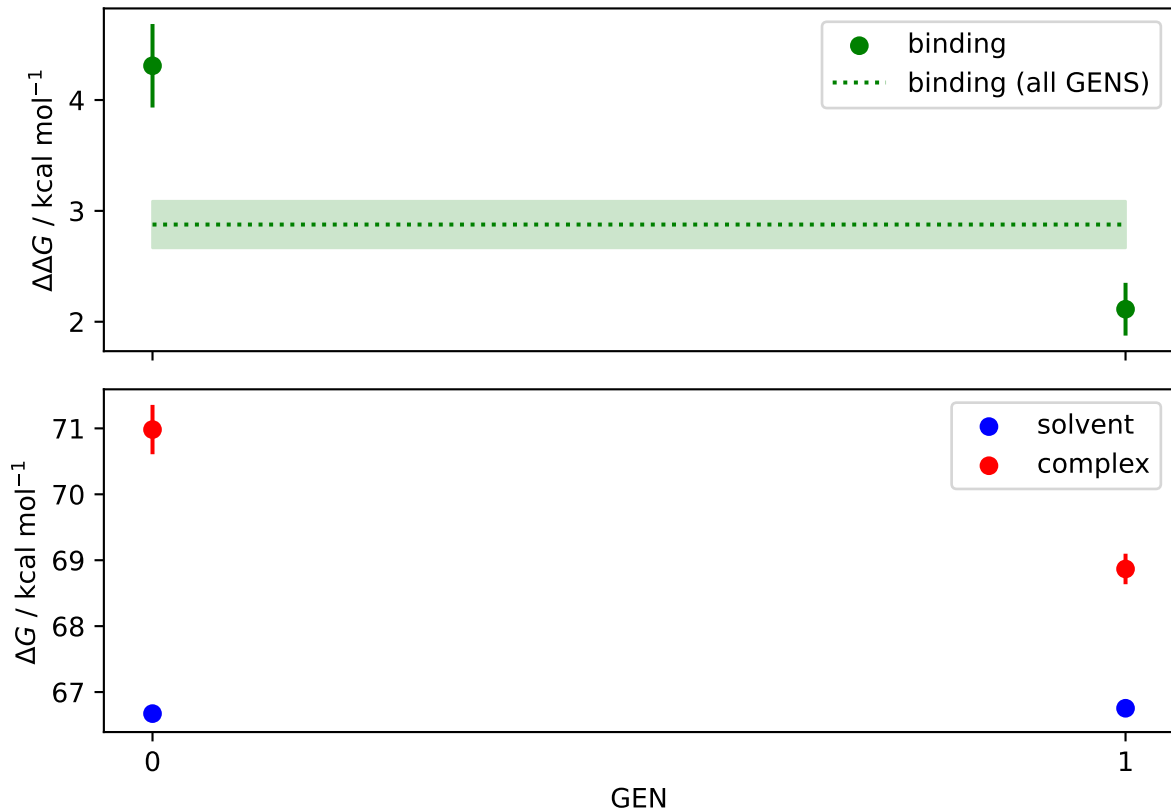 binding
binding (all GENS)
4
3
2
ΔΔG / kcal mol⁻¹
solvent
complex
71
70
69
68
67
ΔG / kcal mol⁻¹
0 1
GEN